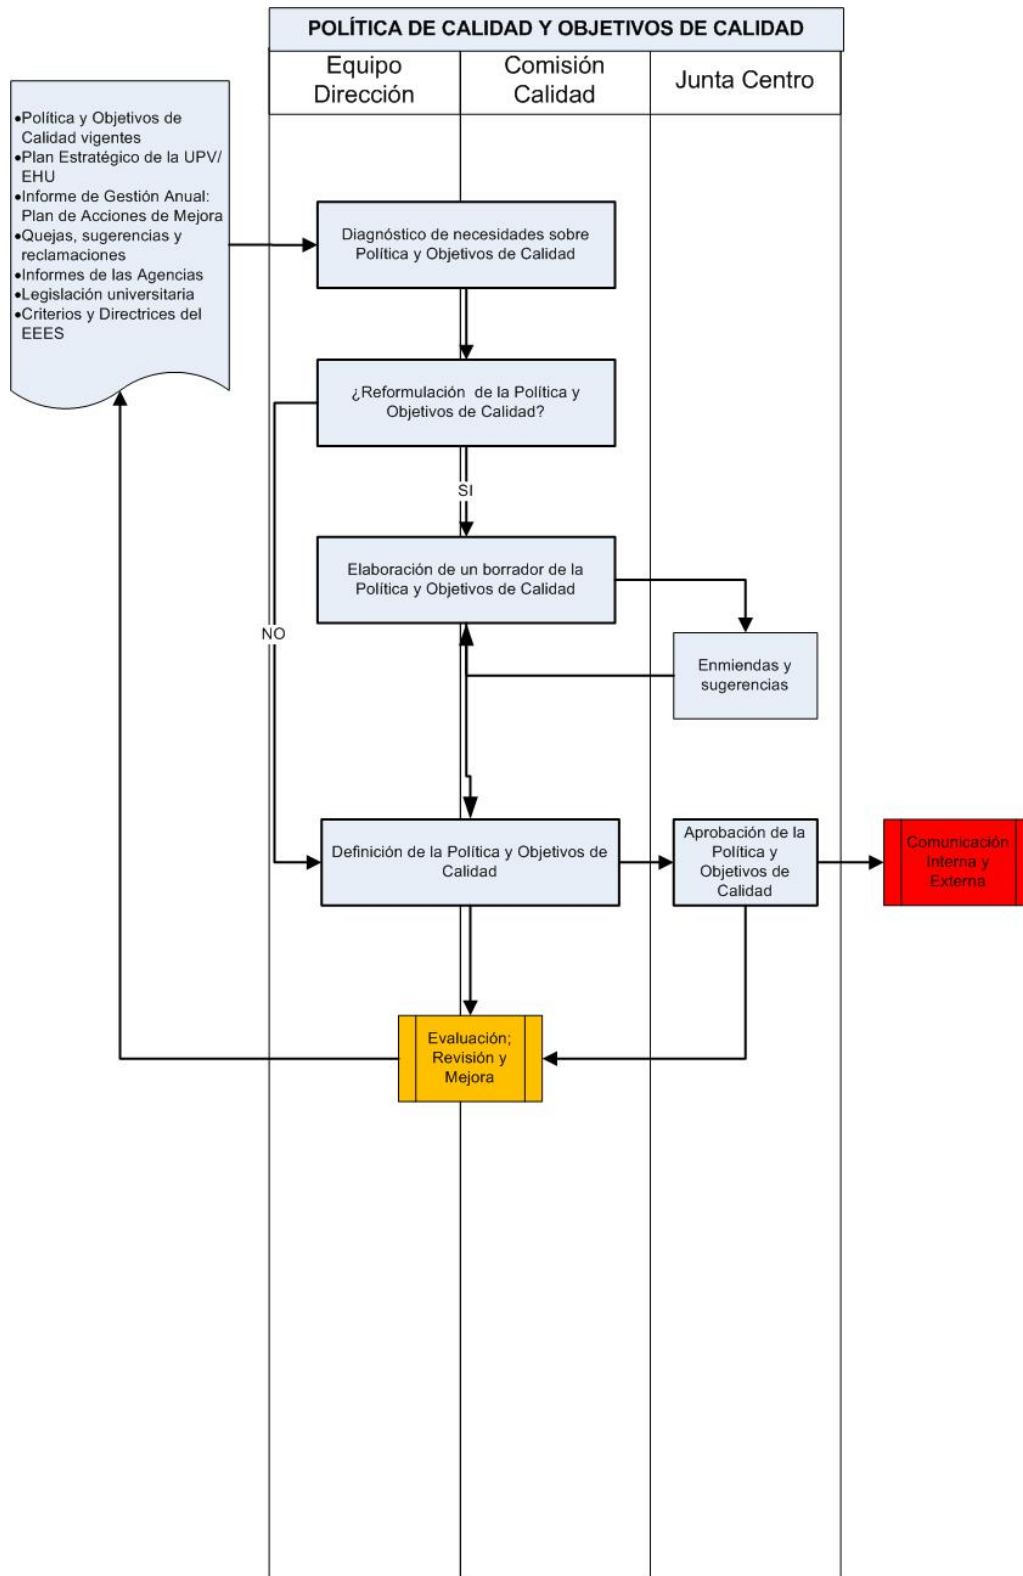 POLÍTICA DE CALIDAD Y OBJETIVOS DE CALIDAD
Equipo
Dirección
Comisión
Calidad
Junta Centro
•Política y Objetivos de
Calidad vigentes
•Plan Estratégico de la UPV/
EHU
•Informe de Gestión Anual:
Plan de Acciones de Mejora
•Quejas, sugerencias y
reclamaciones
•Informes de las Agencias
•Legislación universitaria
•Criterios y Directrices del
EEES
Diagnóstico de necesidades sobre
Política y Objetivos de Calidad
¿Reformulación de la Política y
Objetivos de Calidad?
SI
Elaboración de un borrador de la
Política y Objetivos de Calidad
NO
Enmiendas y
sugerencias
Definición de la Política y Objetivos de
Calidad
Aprobación de la
Política y
Objetivos de
Calidad
Comunicación
Interna y
Externa
Evaluación;
Revisión y
Mejora